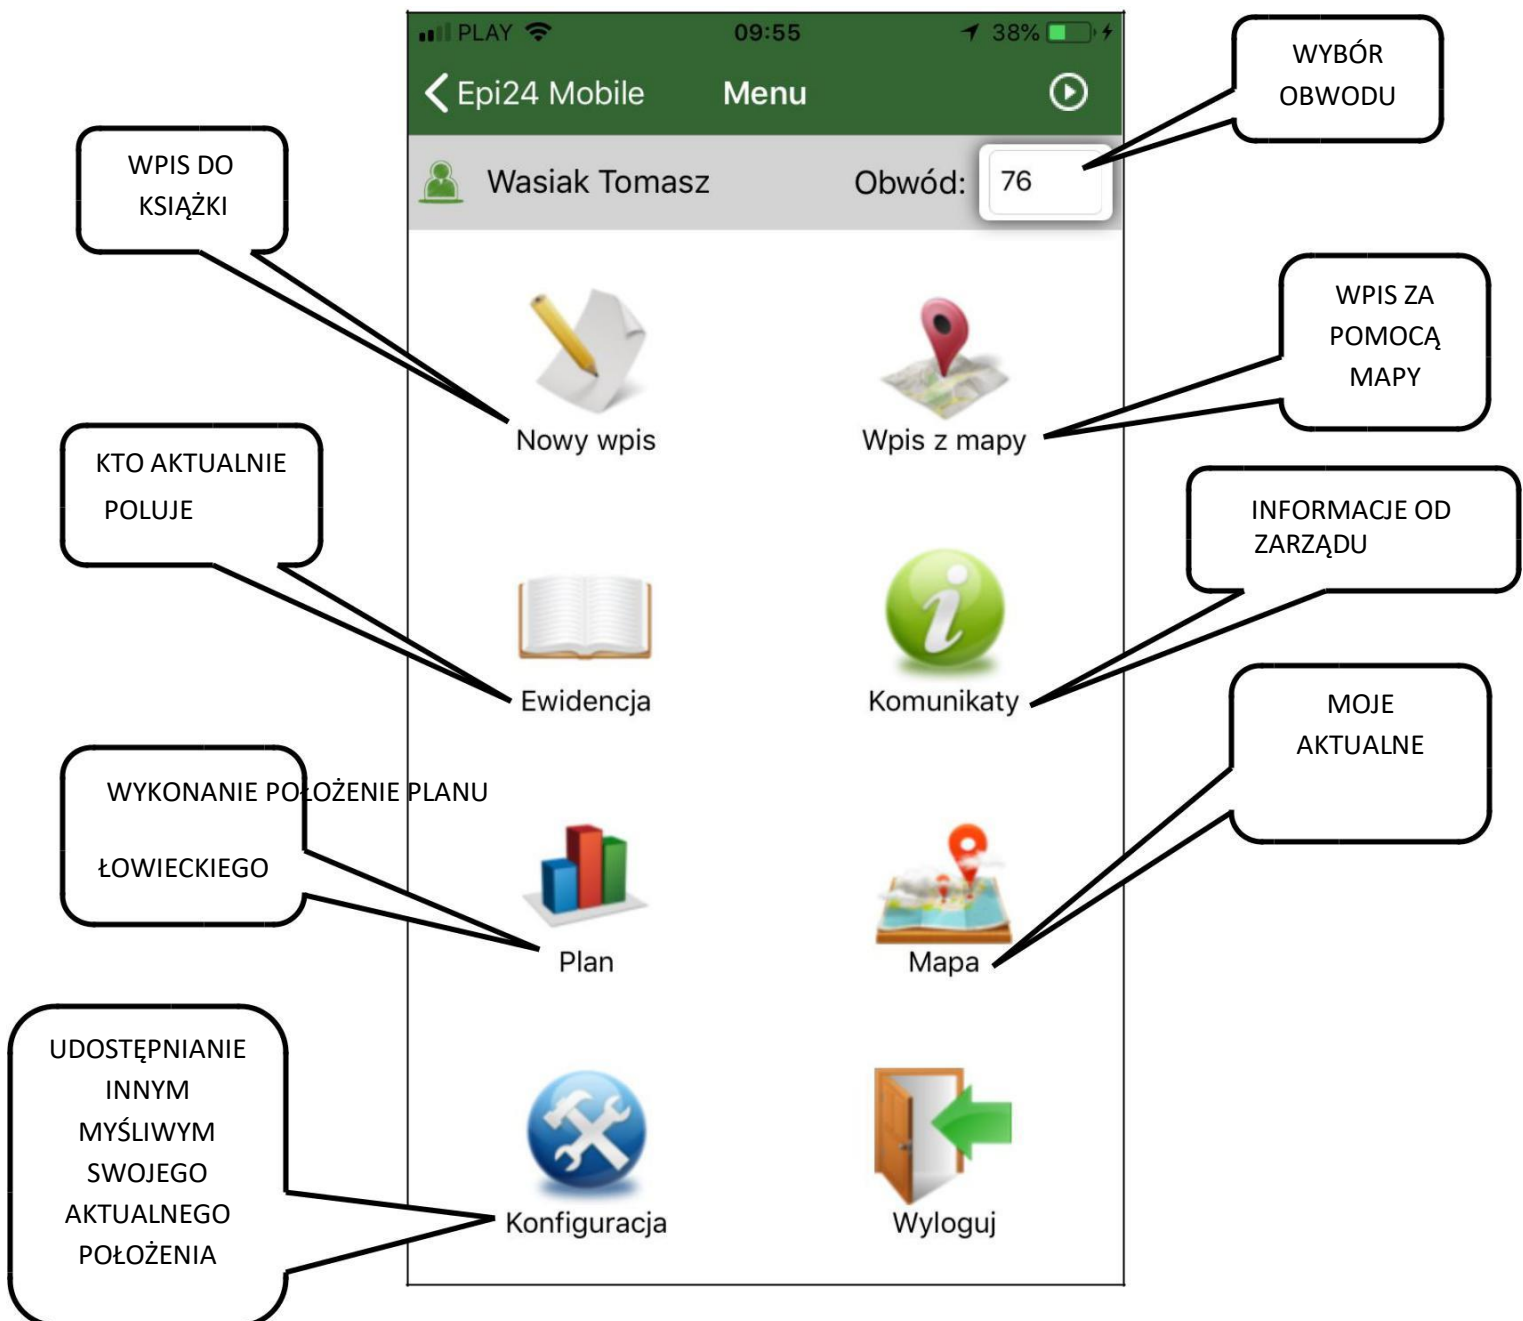 PLAY 09:55 38%
Epi24 Mobile Menu
WYBÓR
OBWODU
Wasiak Tomasz Obwód: 76
WPIS DO
KSIĄŻKI
WPIS ZA
POMOCĄ
MAPY
Nowy wpis Wpis z mapy
KTO AKTUALNIE
POLUJE
INFORMACJE OD
ZARZĄDU
Ewidencja Komunikaty
MOJE
AKTUALNE
WYKONANIE POŁOŻENIE PLANU
ŁOWIECKIEGO
Plan Mapa
UDOSTĘPNIANIE
INNYM
MYŚLIWYM
SWOJEGO
AKTUALNEGO
POŁOŻENIA
Konfiguracja Wyloguj